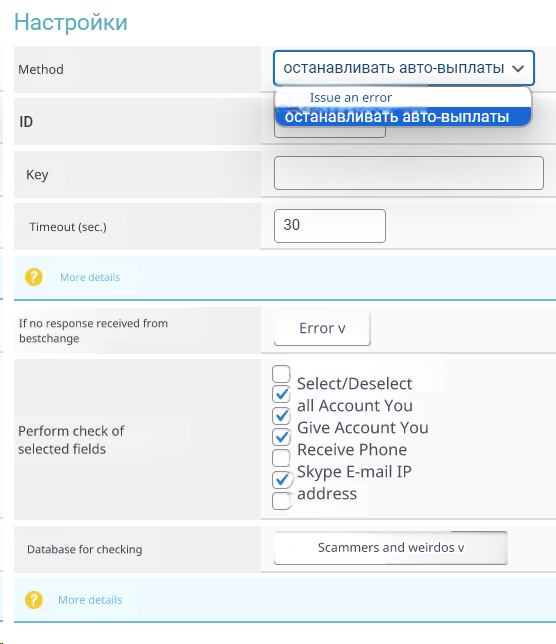 Настройки
Method
останавливать авто-выплаты
Issue an error
останавливать авто-выплаты
ID
Key
Timeout (sec.)
30
? More details
If no response received from
bestchange
Error v
Perform check of
selected fields
Select/Deselect
all Account You
Give Account You
Receive Phone
Skype E-mail IP
address
Database for checking
Scammers and weirdos v
? More details